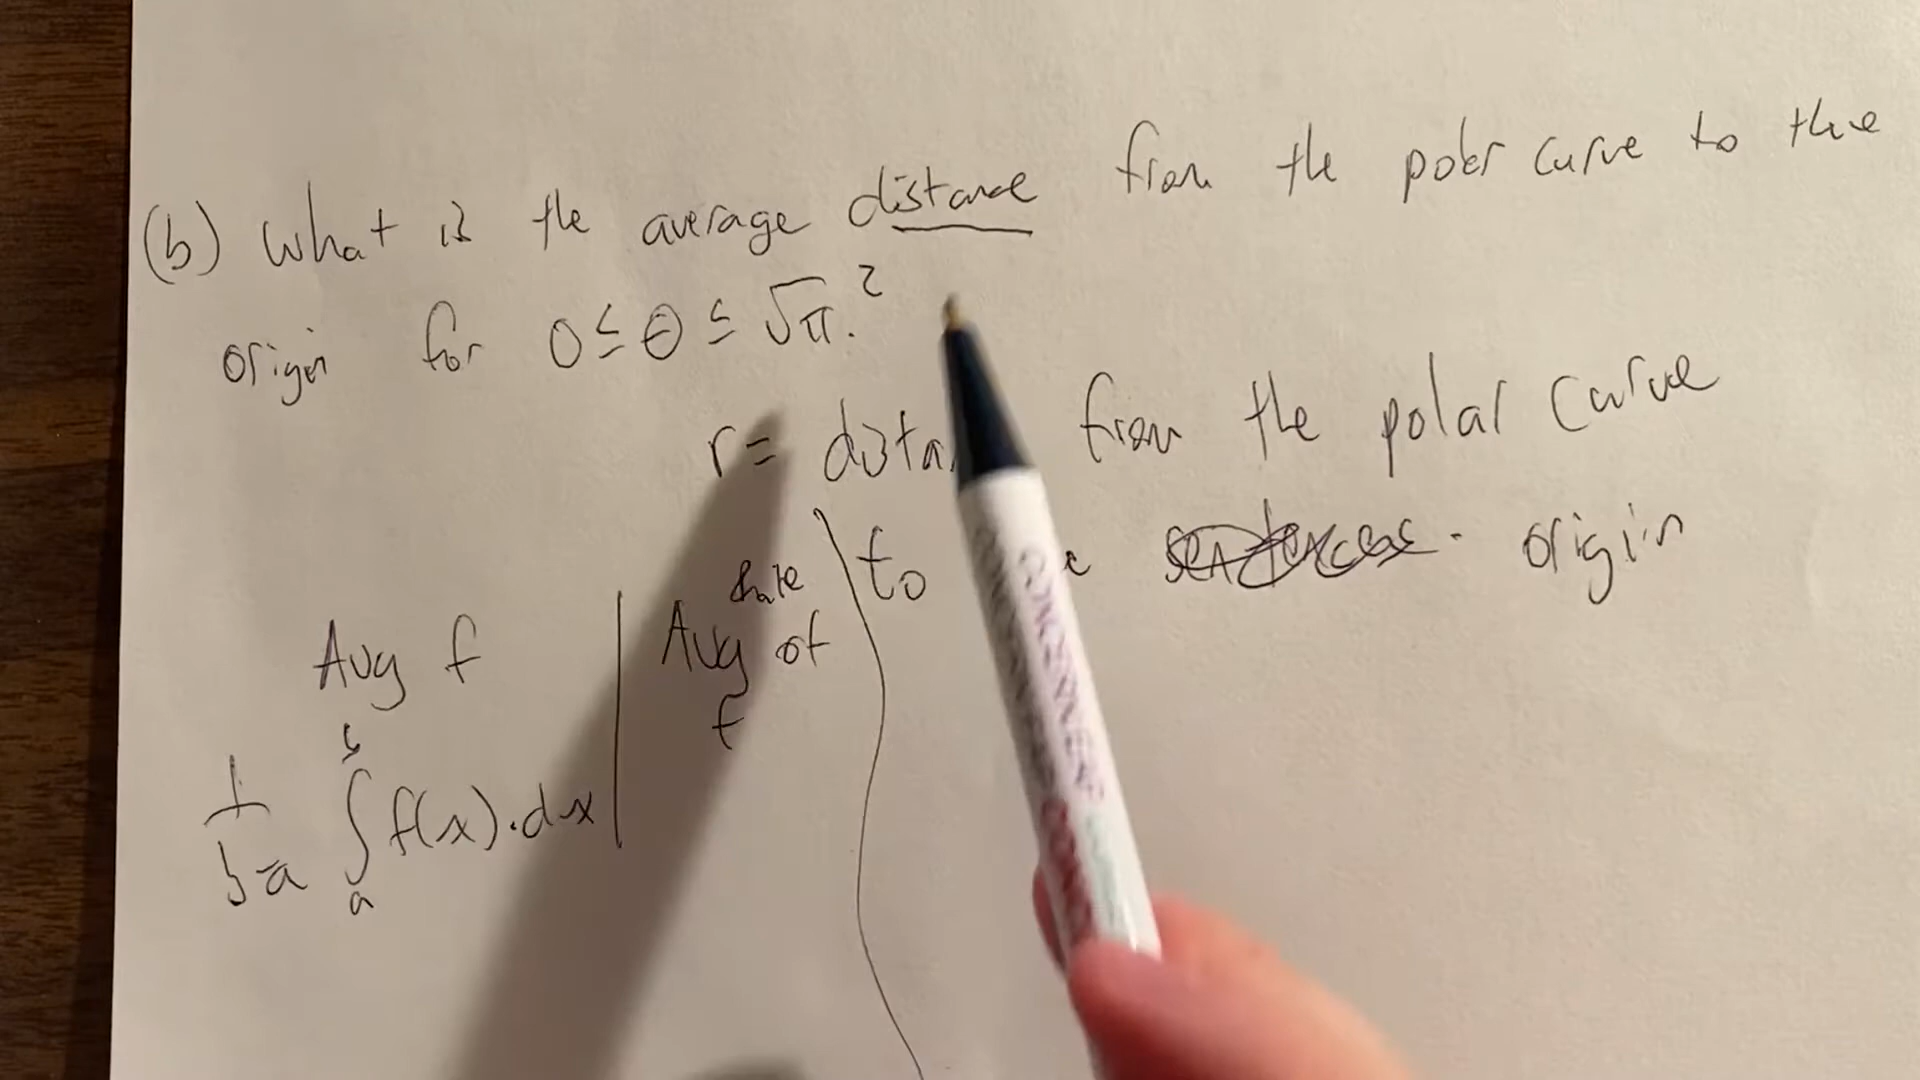 (b) What is the average distance from the polar curve to the
origin for 0 ≤ θ ≤ √π.?
r = dista from the polar curve
to origin
Avg f
Avg of
f
b
1
b-a ∫ f(x).dx
a